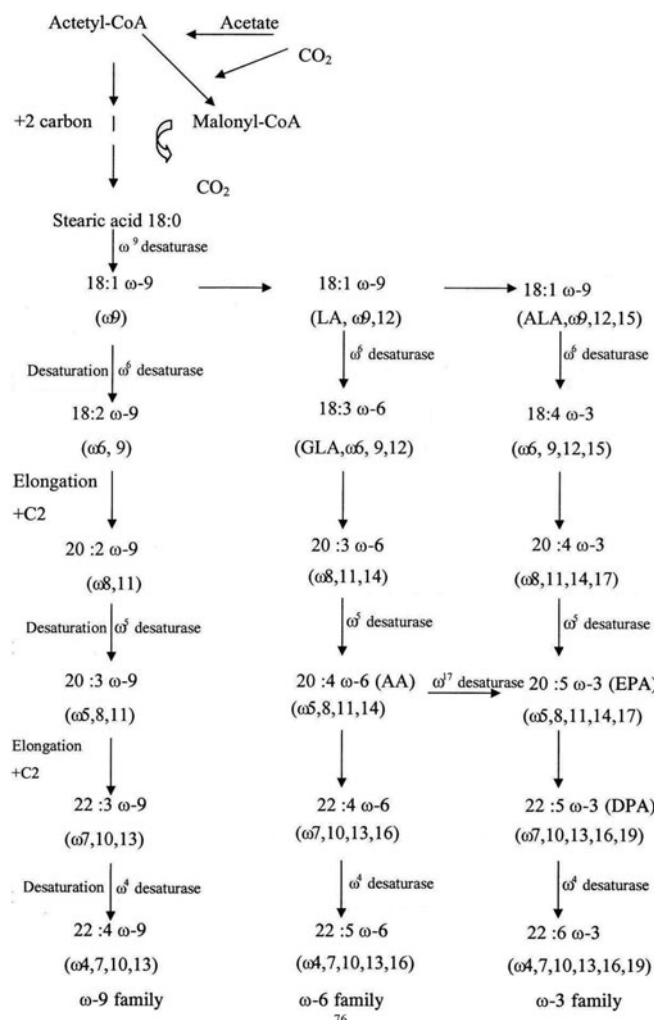 Actetyl-CoA Acetate
CO₂
+2 carbon Malonyl-CoA
CO₂
Stearic acid 18:0
ω⁹ desaturase
18:1 ω-9 18:1 ω-9 18:1 ω-9
(ω9) (LA, ω9,12) (ALA,ω9,12,15)
Desaturation ω⁶ desaturase ω⁶ desaturase ω⁶ desaturase
18:2 ω-9 18:3 ω-6 18:4 ω-3
(ω6, 9) (GLA,ω6, 9,12) (ω6, 9,12,15)
Elongation
+C2
20 :2 ω-9 20 :3 ω-6 20 :4 ω-3
(ω8,11) (ω8,11,14) (ω8,11,14,17)
Desaturation ω⁵ desaturase ω⁵ desaturase ω⁵ desaturase
20 :3 ω-9 20 :4 ω-6 (AA) ω¹⁷ desaturase 20 :5 ω-3 (EPA)
(ω5,8,11) (ω5,8,11,14) (ω5,8,11,14,17)
Elongation
+C2
22 :3 ω-9 22 :4 ω-6 22 :5 ω-3 (DPA)
(ω7,10,13) (ω7,10,13,16) (ω7,10,13,16,19)
Desaturation ω⁴ desaturase ω⁴ desaturase ω⁴ desaturase
22 :4 ω-9 22 :5 ω-6 22 :6 ω-3
(ω4,7,10,13) (ω4,7,10,13,16) (ω4,7,10,13,16,19)
ω-9 family ω-6 family ω-3 family
76